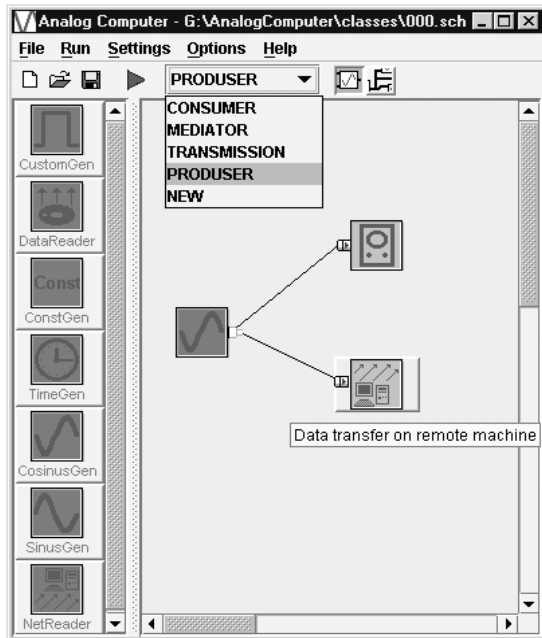 Analog Computer - G:\AnalogComputer\classes\000.sch
File Run Settings Options Help
PRODUSER
CONSUMER
MEDIATOR
TRANSMISSION
PRODUSER
NEW
CustomGen
DataReader
Const
ConstGen
TimeGen
CosinusGen
SinusGen
NetReader
Data transfer on remote machine